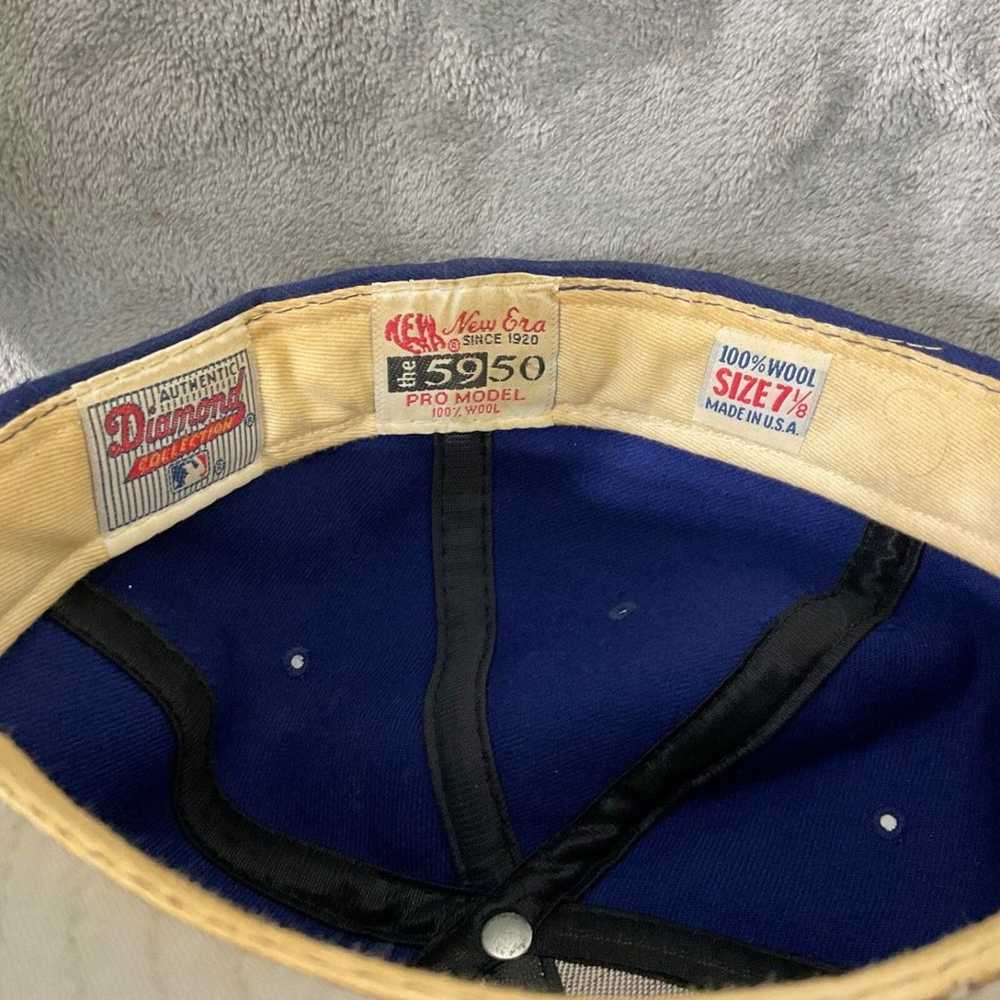 AUTHENTIC
Diamond
COLLECTION
®
NEW
ERA
®
New Era
SINCE 1920
the 5950
PRO MODEL
100% WOOL
100% WOOL
SIZE 7 1/8
MADE IN U.S.A.